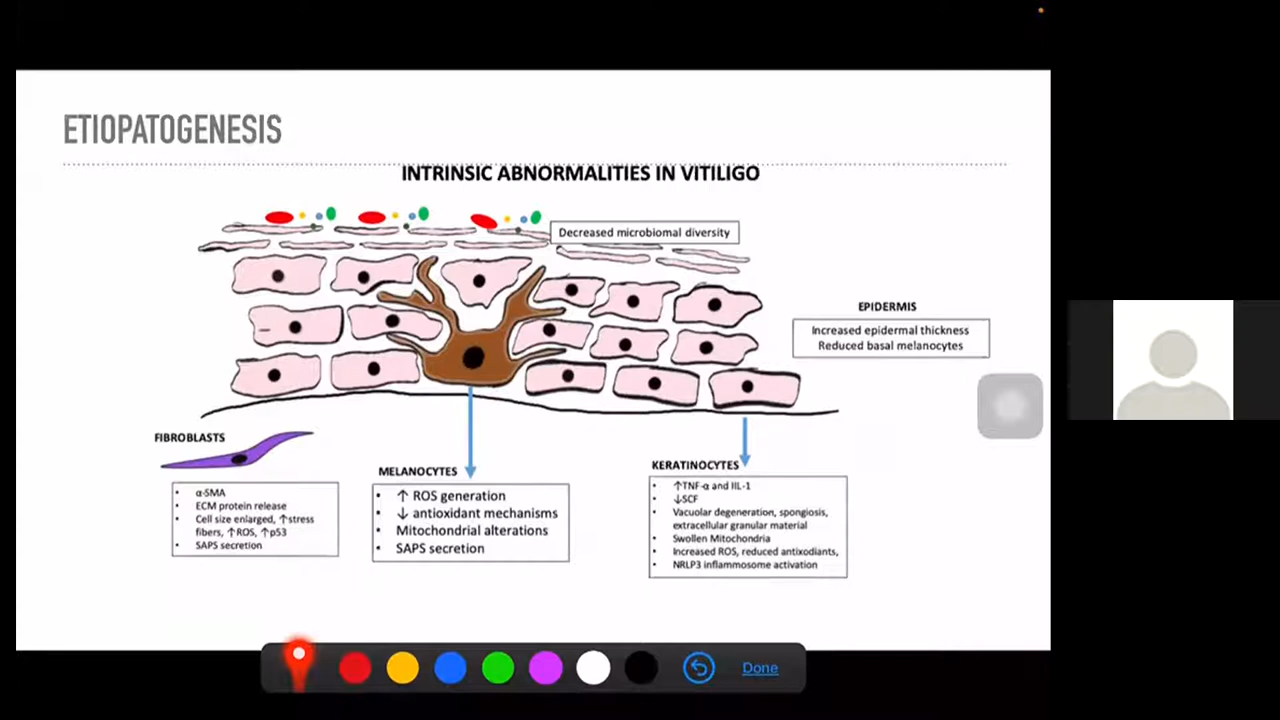 ETIOPATOGENESIS
INTRINSIC ABNORMALITIES IN VITILIGO
Decreased microbiomal diversity
EPIDERMIS
Increased epidermal thickness
Reduced basal melanocytes
FIBROBLASTS
• α-SMA
• ECM protein release
• Cell size enlarged, ↑stress
fibers, ↑ROS, ↑p53
• SAPS secretion
MELANOCYTES
• ↑ ROS generation
• ↓ antioxidant mechanisms
• Mitochondrial alterations
• SAPS secretion
KERATINOCYTES
• ↑TNF-α and IIL-1
• ↓SCF
• Vacuolar degeneration, spongiosis,
extracellular granular material
• Swollen Mitochondria
• Increased ROS, reduced antixodiants,
• NRLP3 inflammosome activation
Done